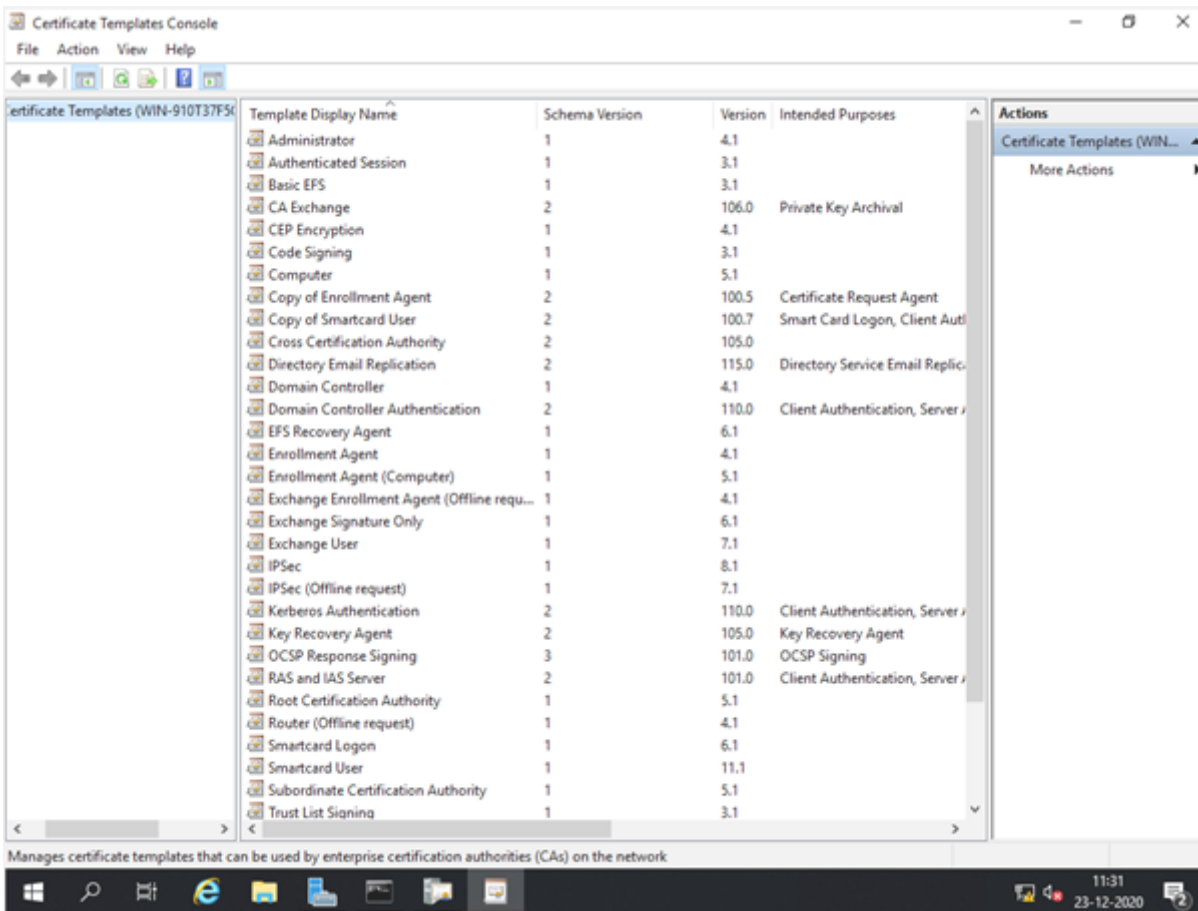 Certificate Templates Console
File Action View Help
Certificate Templates (WIN-910T37F5
Template Display Name Schema Version Version Intended Purposes
Administrator 1 4.1
Authenticated Session 1 3.1
Basic EFS 1 3.1
CA Exchange 2 106.0 Private Key Archival
CEP Encryption 1 4.1
Code Signing 1 3.1
Computer 1 5.1
Copy of Enrollment Agent 2 100.5 Certificate Request Agent
Copy of Smartcard User 2 100.7 Smart Card Logon, Client Auth
Cross Certification Authority 2 105.0
Directory Email Replication 2 115.0 Directory Service Email Replic
Domain Controller 1 4.1
Domain Controller Authentication 2 110.0 Client Authentication, Server A
EFS Recovery Agent 1 6.1
Enrollment Agent 1 4.1
Enrollment Agent (Computer) 1 5.1
Exchange Enrollment Agent (Offline requ... 1 4.1
Exchange Signature Only 1 6.1
Exchange User 1 7.1
IPSec 1 8.1
IPSec (Offline request) 1 7.1
Kerberos Authentication 2 110.0 Client Authentication, Server A
Key Recovery Agent 2 105.0 Key Recovery Agent
OCSP Response Signing 3 101.0 OCSP Signing
RAS and IAS Server 2 101.0 Client Authentication, Server A
Root Certification Authority 1 5.1
Router (Offline request) 1 4.1
Smartcard Logon 1 6.1
Smartcard User 1 11.1
Subordinate Certification Authority 1 5.1
Trust List Signing 1 3.1
Actions
Certificate Templates (WIN...
More Actions
Manages certificate templates that can be used by enterprise certification authorities (CAs) on the network
11:31
23-12-2020
2